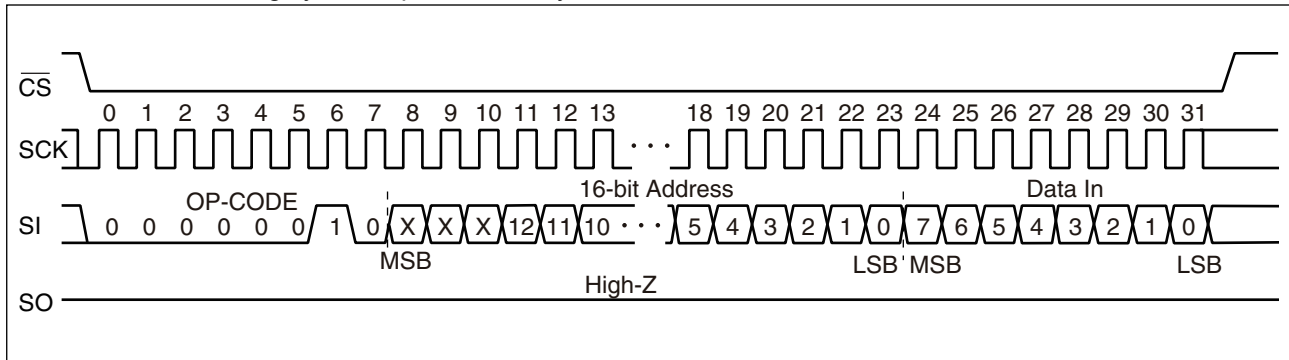 CS
0 1 2 3 4 5 6 7 8 9 10 11 12 13 18 19 20 21 22 23 24 25 26 27 28 29 30 31
SCK ···
OP-CODE 16-bit Address Data In
SI 0 0 0 0 0 0 1 0 X X X 12 11 10 ··· 5 4 3 2 1 0 7 6 5 4 3 2 1 0
MSB LSB MSB LSB
High-Z
SO